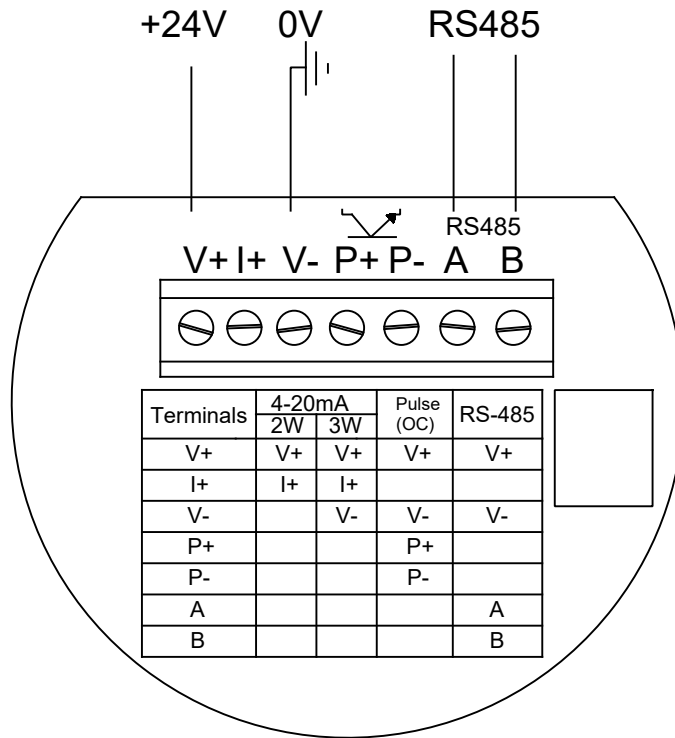 +24V 0V RS485
RS485
V+ I+ V- P+ P- A B
Terminals 4-20mA Pulse (OC) RS-485
2W 3W
V+ V+ V+ V+ V+
I+ I+ I+
V- V- V- V-
P+ P+
P- P-
A A
B B